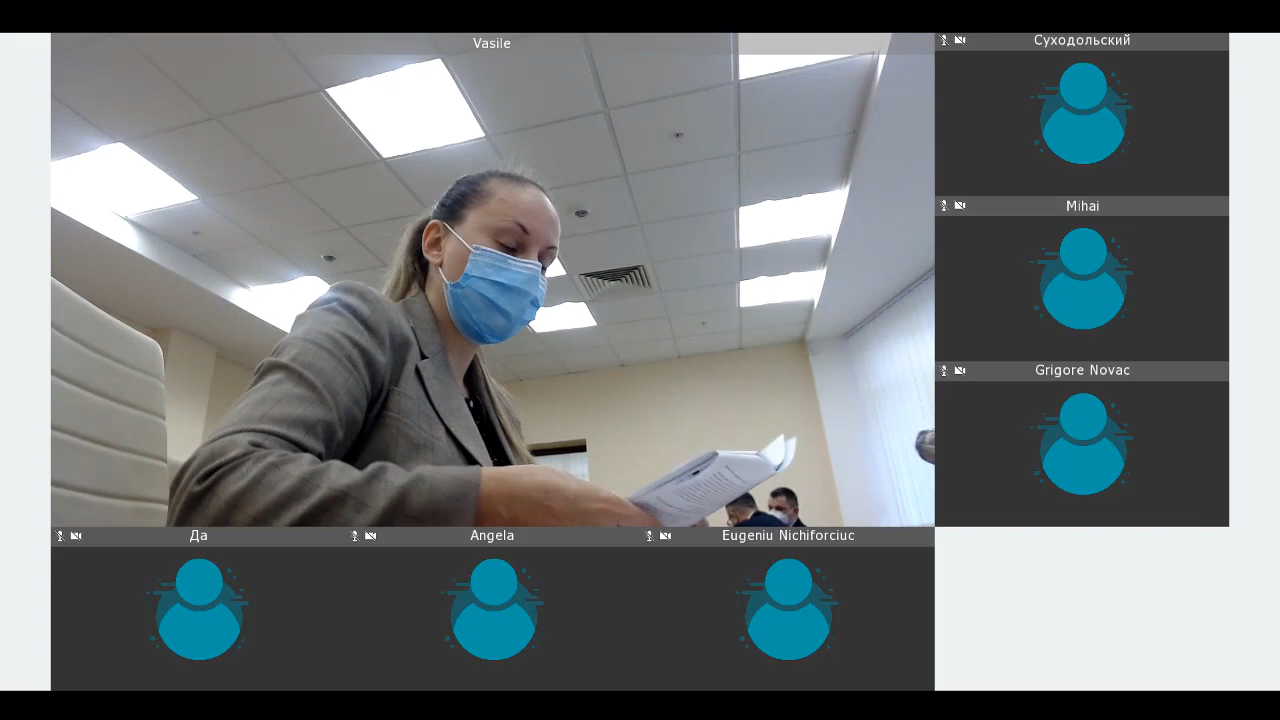 Vasile
Суходольский
Mihai
Grigore Novac
Да
Angela
Eugeniu Nichiforciuc